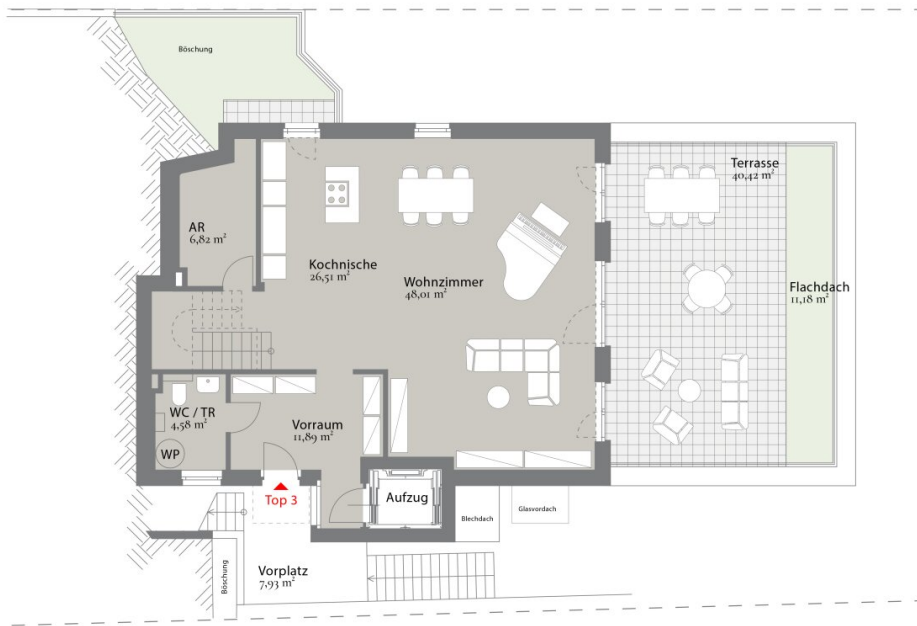 Böschung
Terrasse
40,42 m²
AR
6,82 m²
Kochnische
26,51 m²
Wohnzimmer
48,01 m²
Flachdach
11,18 m²
WC / TR
4,58 m²
WP
Vorraum
11,89 m²
Top 3
Aufzug
Blechdach
Glasvordach
Vorplatz
7,93 m²
Böschung